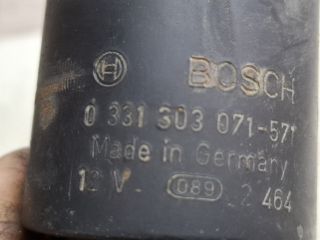 BOSCH
0 331 303 071-571
Made in Germany
12 V 089 2 464